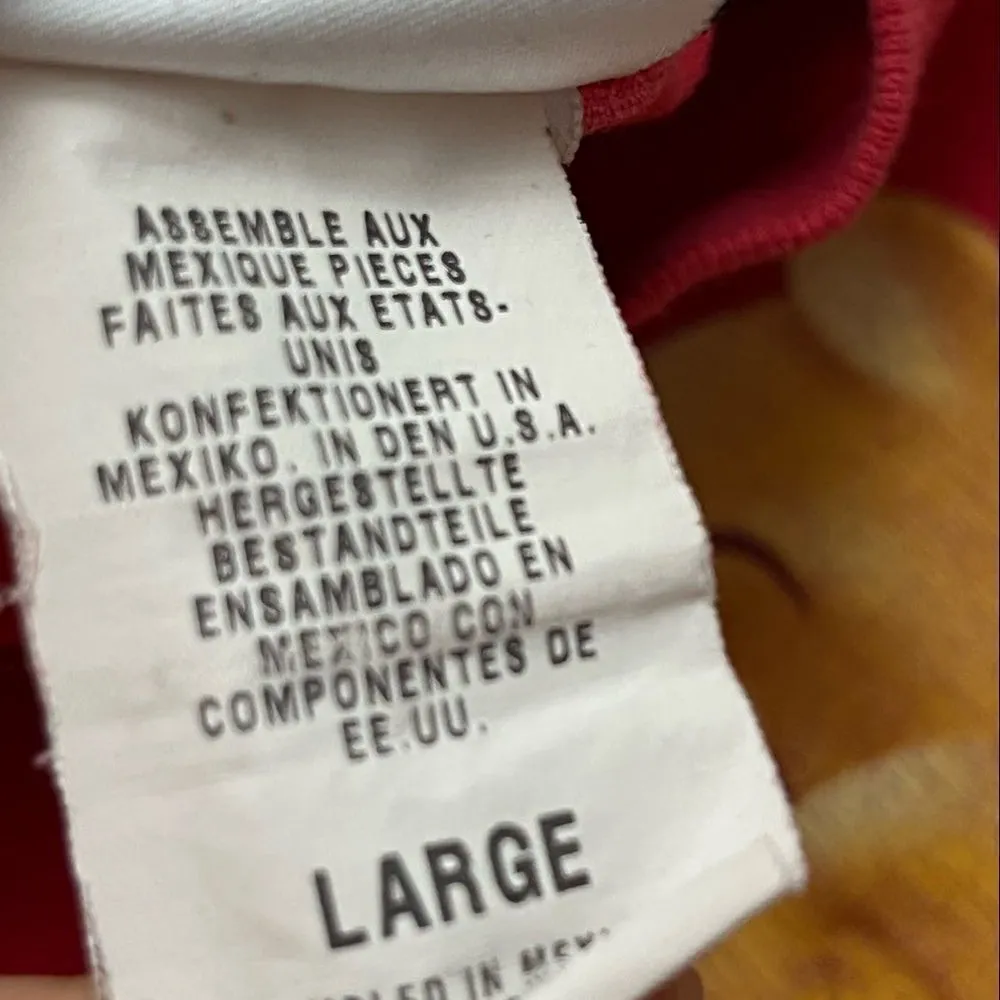 ASSEMBLE AUX
MEXIQUE PIECES
FAITES AUX ETATS-
UNIS
KONFEKTIONERT IN
MEXIKO. IN DEN U.S.A.
HERGESTELLTE
BESTANDTEILE
ENSAMBLADO EN
MEXICO CON
COMPONENTES DE
EE.UU.
LARGE
IN